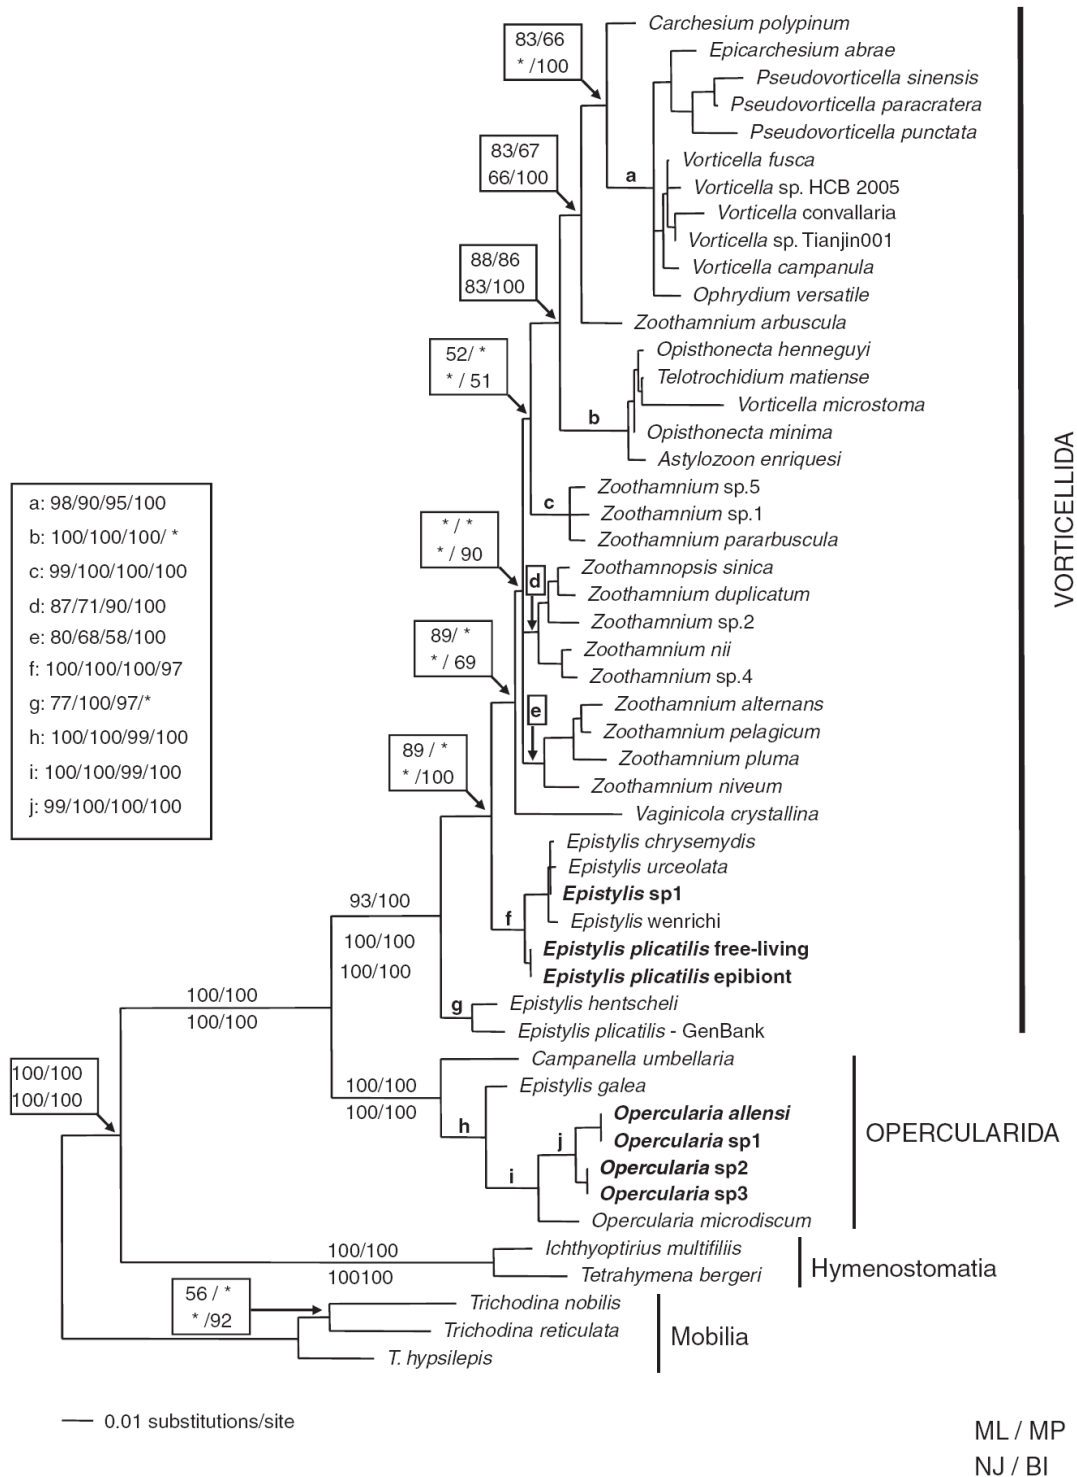 Carchesium polypinum
83/66
* /100
Epicarchesium abrae
Pseudovorticella sinensis
Pseudovorticella paracratera
Pseudovorticella punctata
83/67
66/100
Vorticella fusca
a
Vorticella sp. HCB 2005
Vorticella convallaria
Vorticella sp. Tianjin001
88/86
83/100
Vorticella campanula
Ophrydium versatile
Zoothamnium arbuscula
52/ *
* / 51
Opisthonecta henneguyi
Telotrochidium matiense
Vorticella microstoma
b
Opisthonecta minima
Astylozoon enriquesi
VORTICELLIDA
a: 98/90/95/100
b: 100/100/100/ *
c: 99/100/100/100
d: 87/71/90/100
e: 80/68/58/100
f: 100/100/100/97
g: 77/100/97/*
h: 100/100/99/100
i: 100/100/99/100
j: 99/100/100/100
Zoothamnium sp.5
c
Zoothamnium sp.1
Zoothamnium pararbuscula
* / *
* / 90
Zoothamnopsis sinica
d
Zoothamnium duplicatum
Zoothamnium sp.2
89/ *
* / 69
Zoothamnium nii
Zoothamnium sp.4
e
Zoothamnium alternans
Zoothamnium pelagicum
Zoothamnium pluma
89 / *
* /100
Zoothamnium niveum
Vaginicola crystallina
Epistylis chrysemydis
Epistylis urceolata
Epistylis sp1
93/100
f
Epistylis wenrichi
100/100
Epistylis plicatilis free-living
100/100
Epistylis plicatilis epibiont
100/100
100/100
g
Epistylis hentscheli
Epistylis plicatilis - GenBank
Campanella umbellaria
100/100
100/100
100/100
100/100
Epistylis galea
h
Opercularia allensi
j
Opercularia sp1
OPERCULARIDA
Opercularia sp2
i
Opercularia sp3
Opercularia microdiscum
100/100
100100
Ichthyoptirius multifiliis
Tetrahymena bergeri
Hymenostomatia
56 / *
* /92
Trichodina nobilis
Trichodina reticulata
T. hypsilepis
Mobilia
0.01 substitutions/site
ML / MP
NJ / BI